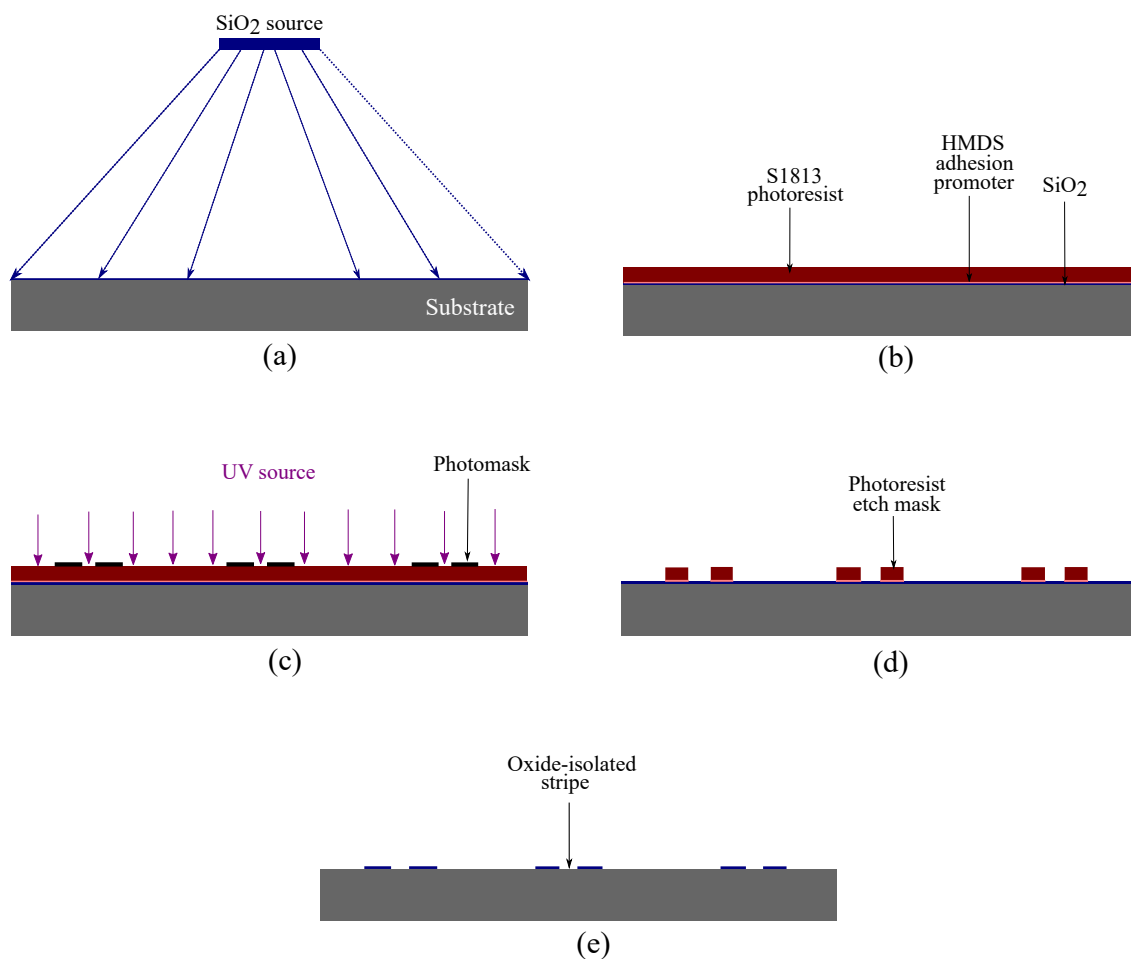 SiO2 source
Substrate
(a)
S1813
photoresist
HMDS
adhesion
promoter
SiO2
(b)
UV source
Photomask
(c)
Photoresist
etch mask
(d)
Oxide-isolated
stripe
(e)